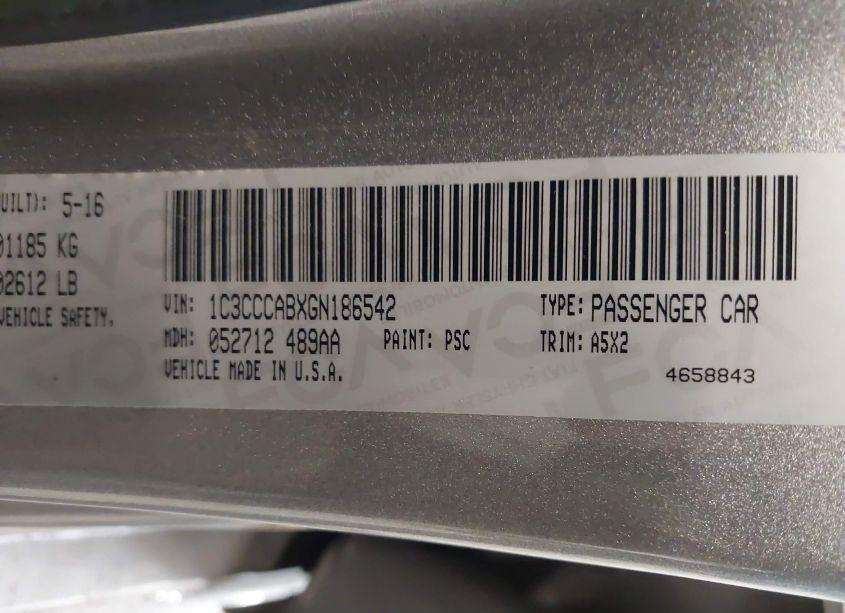 UILT): 5-16
01185 KG
02612 LB
VEHICLE SAFETY.
VIN: 1C3CCCABXGN186542
TYPE: PASSENGER CAR
MDH: 052712 489AA
PAINT: PSC
TRIM: A5X2
VEHICLE MADE IN U.S.A.
4658843